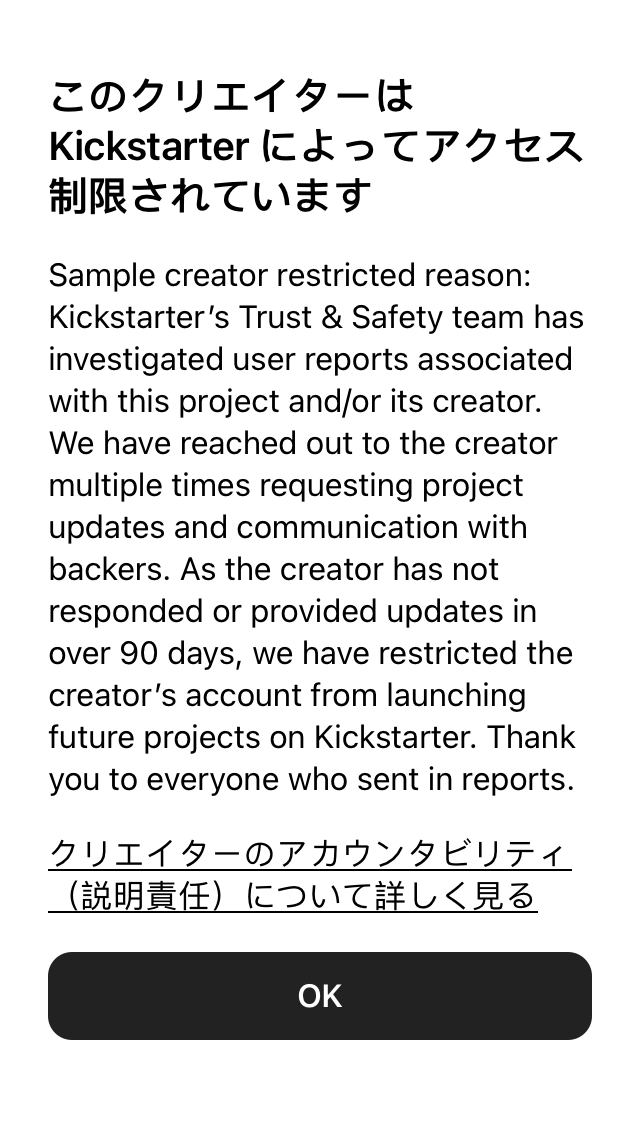 このクリエイターは
Kickstarter によってアクセス
制限されています
Sample creator restricted reason:
Kickstarter’s Trust & Safety team has
investigated user reports associated
with this project and/or its creator.
We have reached out to the creator
multiple times requesting project
updates and communication with
backers. As the creator has not
responded or provided updates in
over 90 days, we have restricted the
creator’s account from launching
future projects on Kickstarter. Thank
you to everyone who sent in reports.
クリエイターのアカウンタビリティ
（説明責任）について詳しく見る
OK